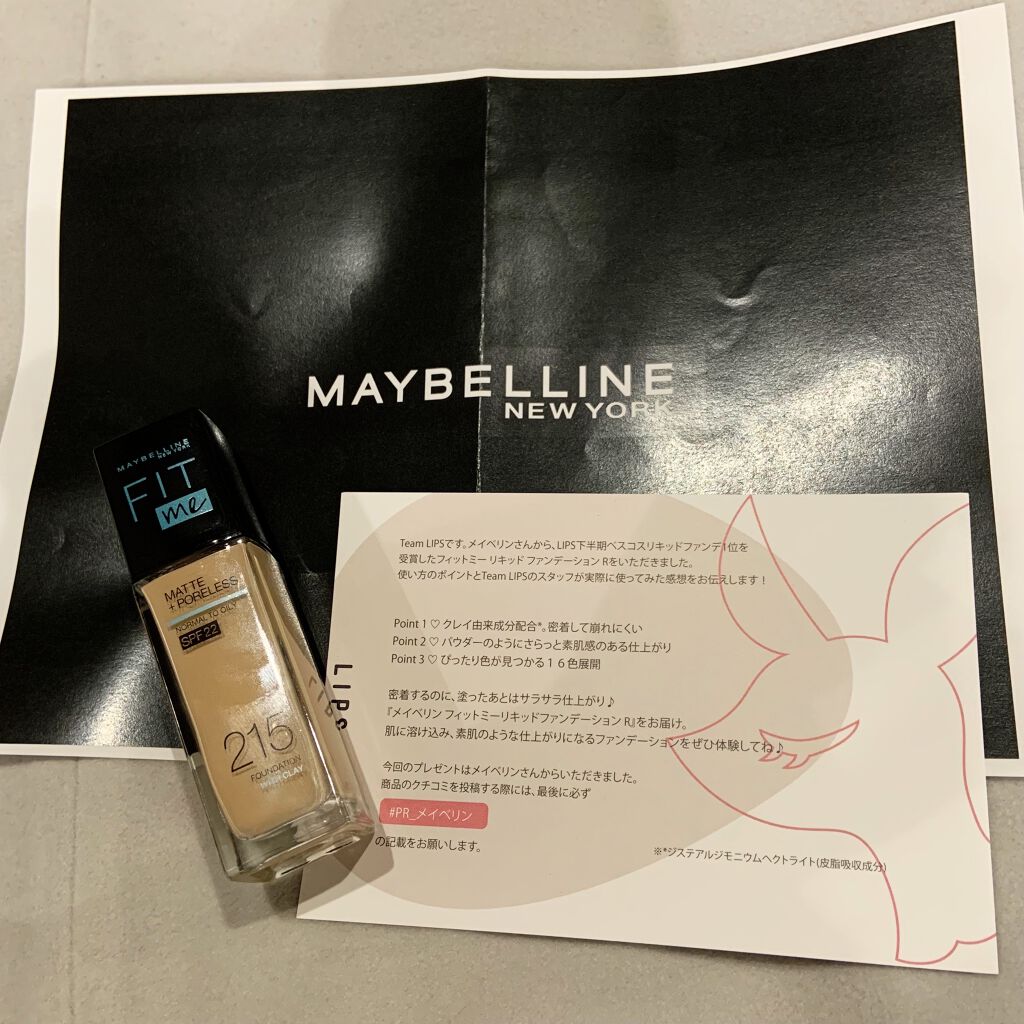 MAYBELLINE
NEW YORK
MAYBELLINE
NEW YORK
FIT
me
MATTE
+ PORELESS
NORMAL TO OILY
SPF 22
215
FOUNDATION
WITH CLAY
LIPS
Team LIPSです。メイベリンさんから、LIPS下半期ベスコスリキッドファンデ1位を
受賞したフィットミー リキッド ファンデーション Rをいただきました。
使い方のポイントとTeam LIPSのスタッフが実際に使ってみた感想をお伝えします！
Point 1♡クレイ由来成分配合*。密着して崩れにくい
Point 2♡パウダーのようにさらっと素肌感のある仕上がり
Point 3♡ぴったり色が見つかる１６色展開
密着するのに、塗ったあとはサラサラ仕上がり♪
『メイベリン フィットミーリキッドファンデーション R』をお届け。
肌に溶け込み、素肌のような仕上がりになるファンデーションをぜひ体験してね♪
今回のプレゼントはメイベリンさんからいただきました。
商品のクチコミを投稿する際には、最後に必ず
#PR_メイベリン
の記載をお願いします。
※*ジステアルジモニウムヘクトライト(皮脂吸収成分)